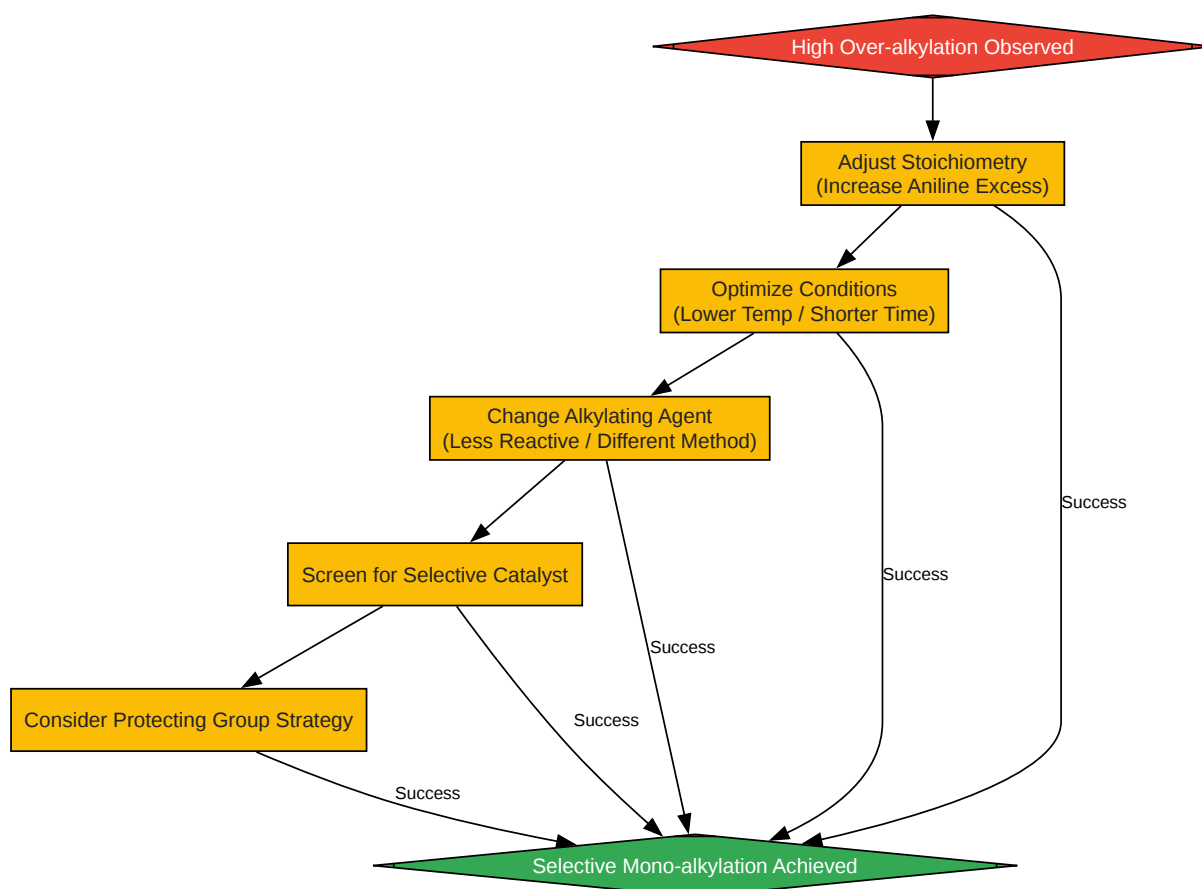 High Over-alkylation Observed
Adjust Stoichiometry
(Increase Aniline Excess)
Optimize Conditions
(Lower Temp / Shorter Time)
Change Alkylating Agent
(Less Reactive / Different Method)
Success
Screen for Selective Catalyst
Success
Success
Consider Protecting Group Strategy
Success
Success
Selective Mono-alkylation Achieved